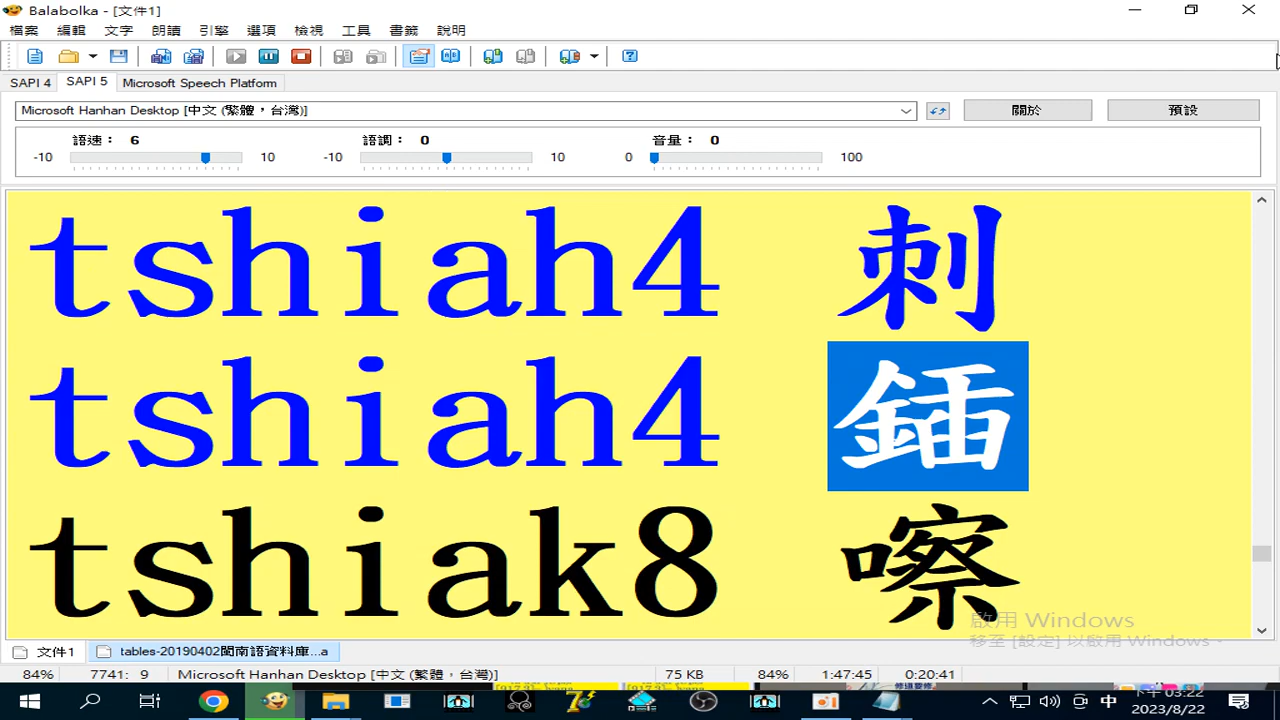 Balabolka - [文件1]
檔案 編輯 文字 朗讀 引擎 選項 檢視 工具 書籤 說明
SAPI 4 SAPI 5 Microsoft Speech Platform
Microsoft Hanhan Desktop [中文 (繁體，台灣)] 關於 預設
語速： 6 語調： 0 音量： 0
-10 10 -10 10 0 100
tshiah4 刺
tshiah4 鍤
tshiak8 嚓
啟用 Windows
移至 [設定] 以啟用 Windows。
文件1 tables-20190402閩南語資料庫...a
84% 7741: 9 Microsoft Hanhan Desktop [中文 (繁體，台灣)] 75 KB 84% 1:47:45 0:20:41
下午 03:22
2023/8/22